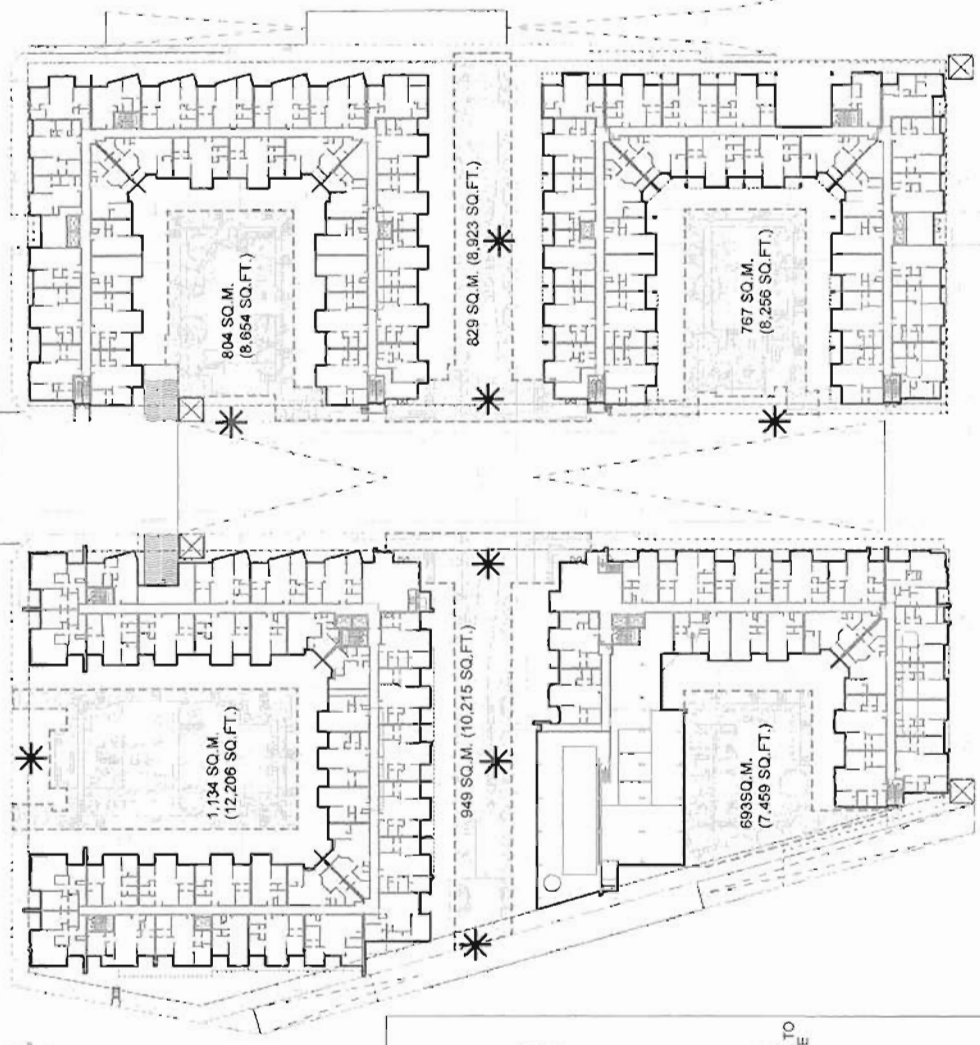 804 SQ.M.
(8,654 SQ.FT.)
829 SQ.M. (8,923 SQ.FT.)
767 SQ.M.
(8,256 SQ.FT.)
1,134 SQ.M.
(12,206 SQ.FT.)
949 SQ.M. (10,215 SQ.FT.)
693SQ.M.
(7,459 SQ.FT.)
TO
E